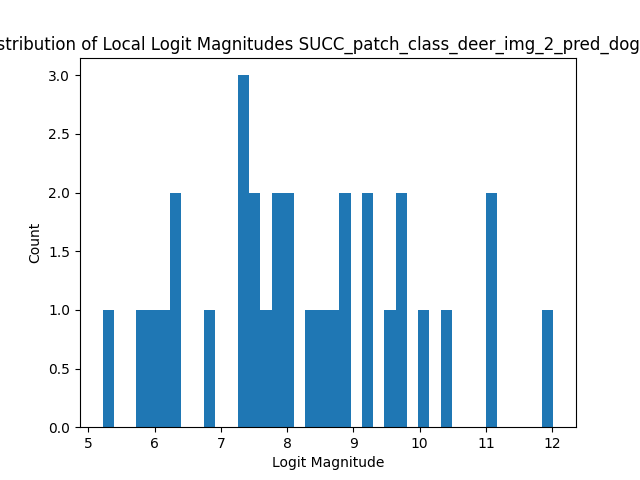 stribution of Local Logit Magnitudes SUCC_patch_class_deer_img_2_pred_dog
3.0
2.5
2.0
1.5
1.0
0.5
0.0
Count
5 6 7 8 9 10 11 12
Logit Magnitude